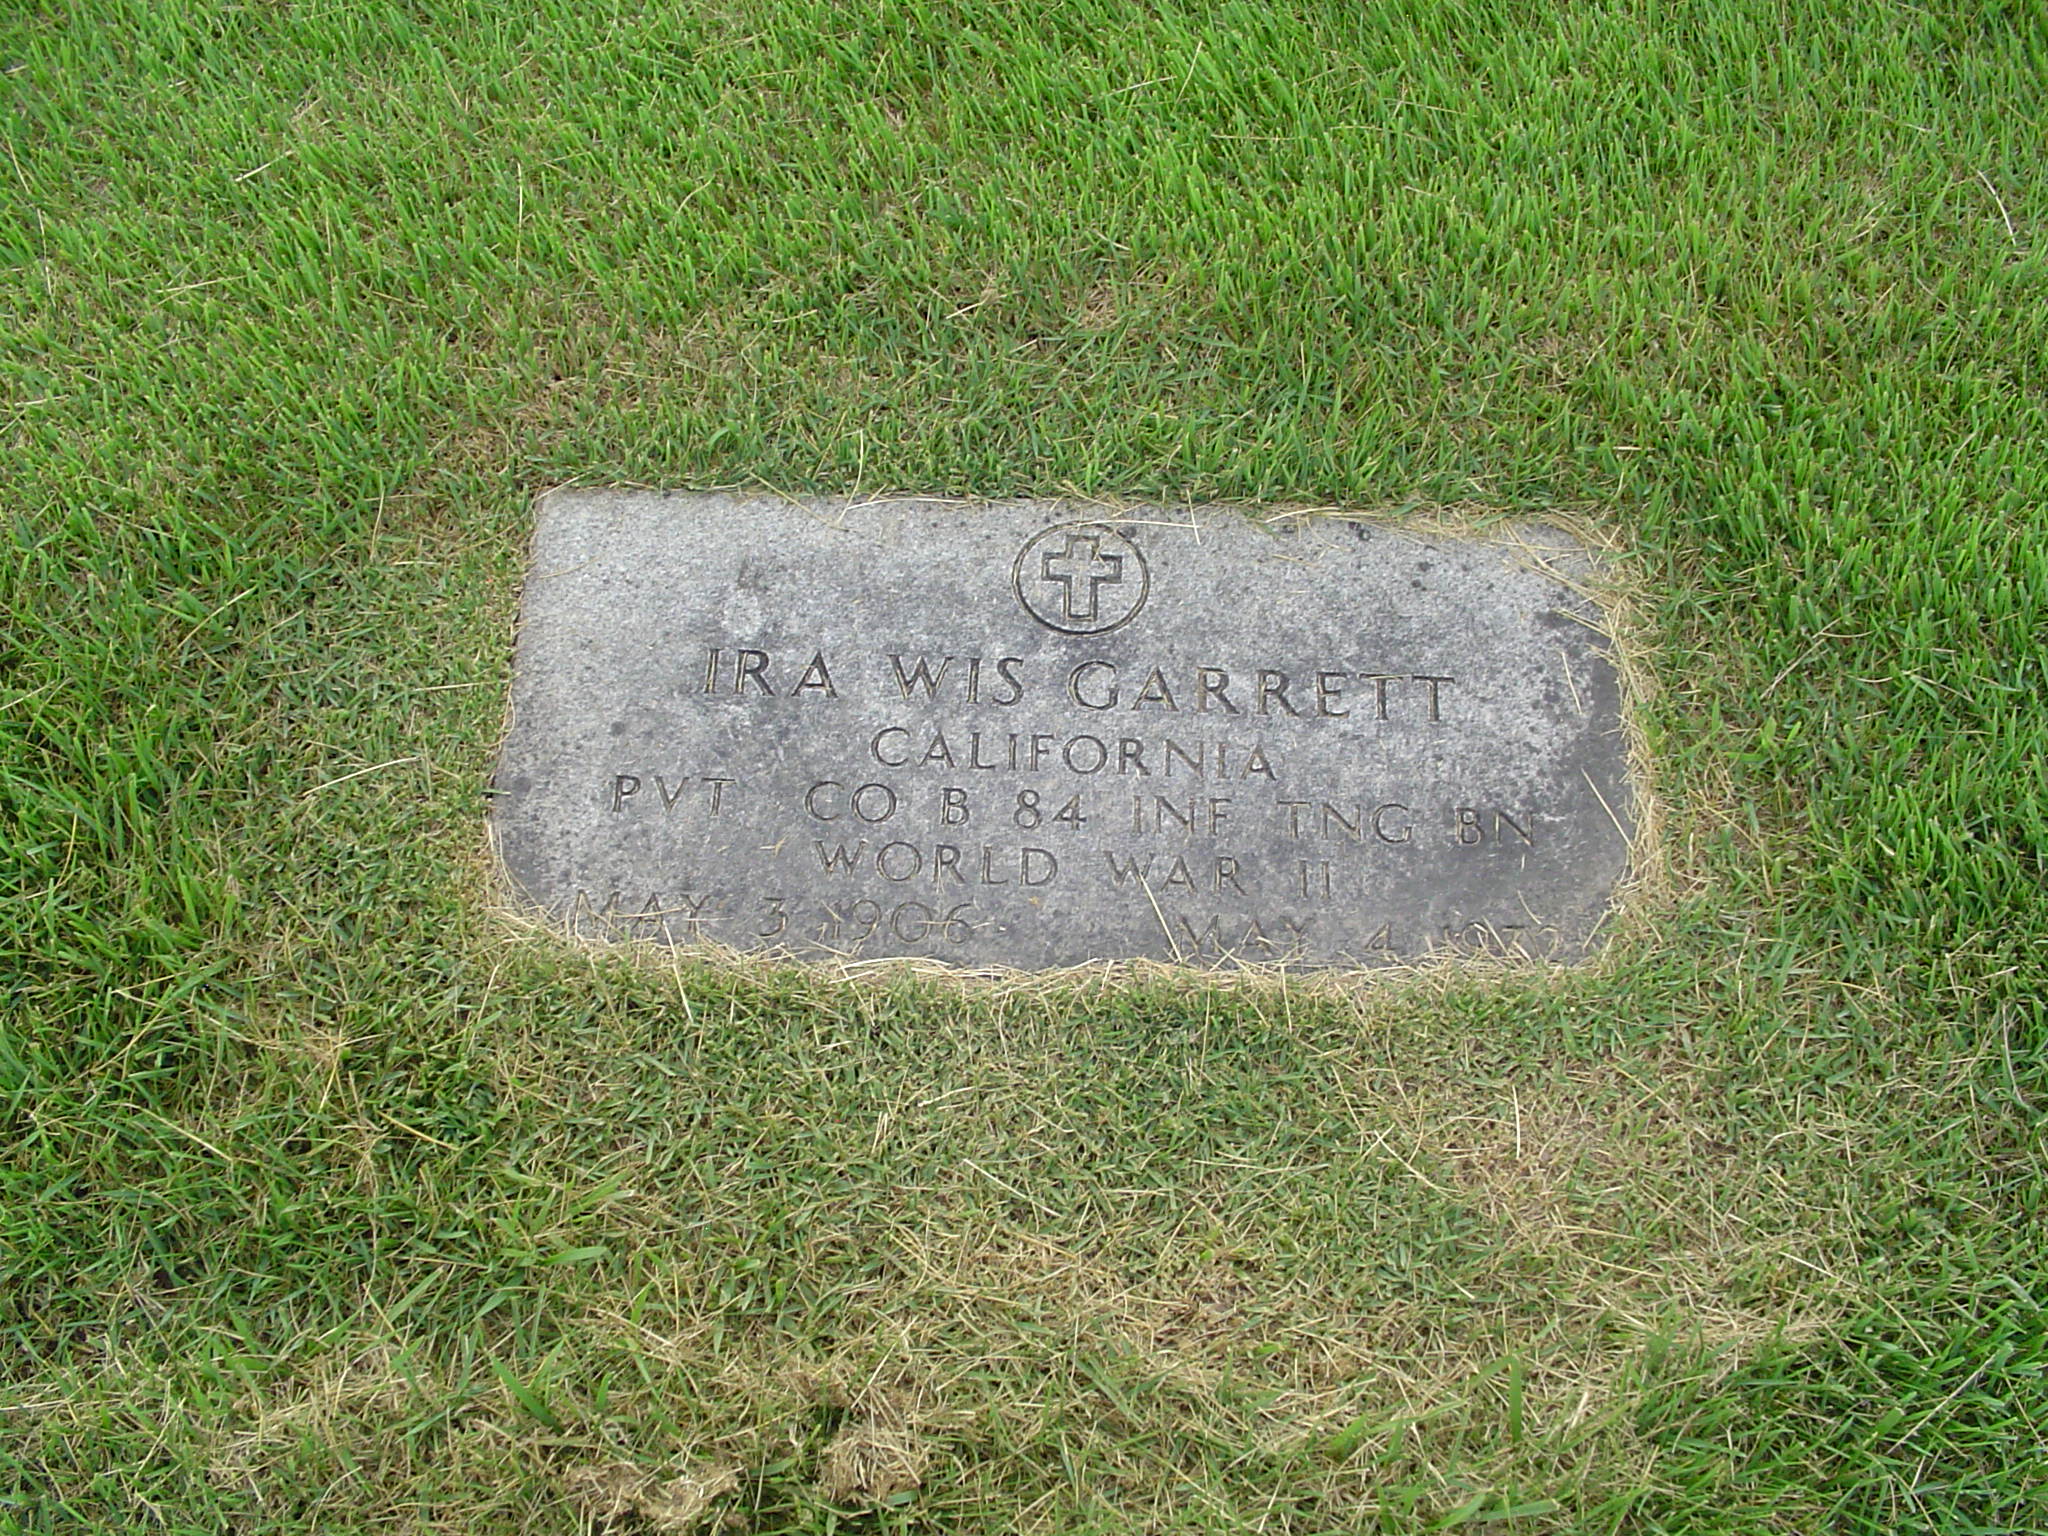 IRA WIS GARRETT
CALIFORNIA
PVT CO B 84 INF TNG BN
WORLD WAR II
MAY 3 1906 MAY 4